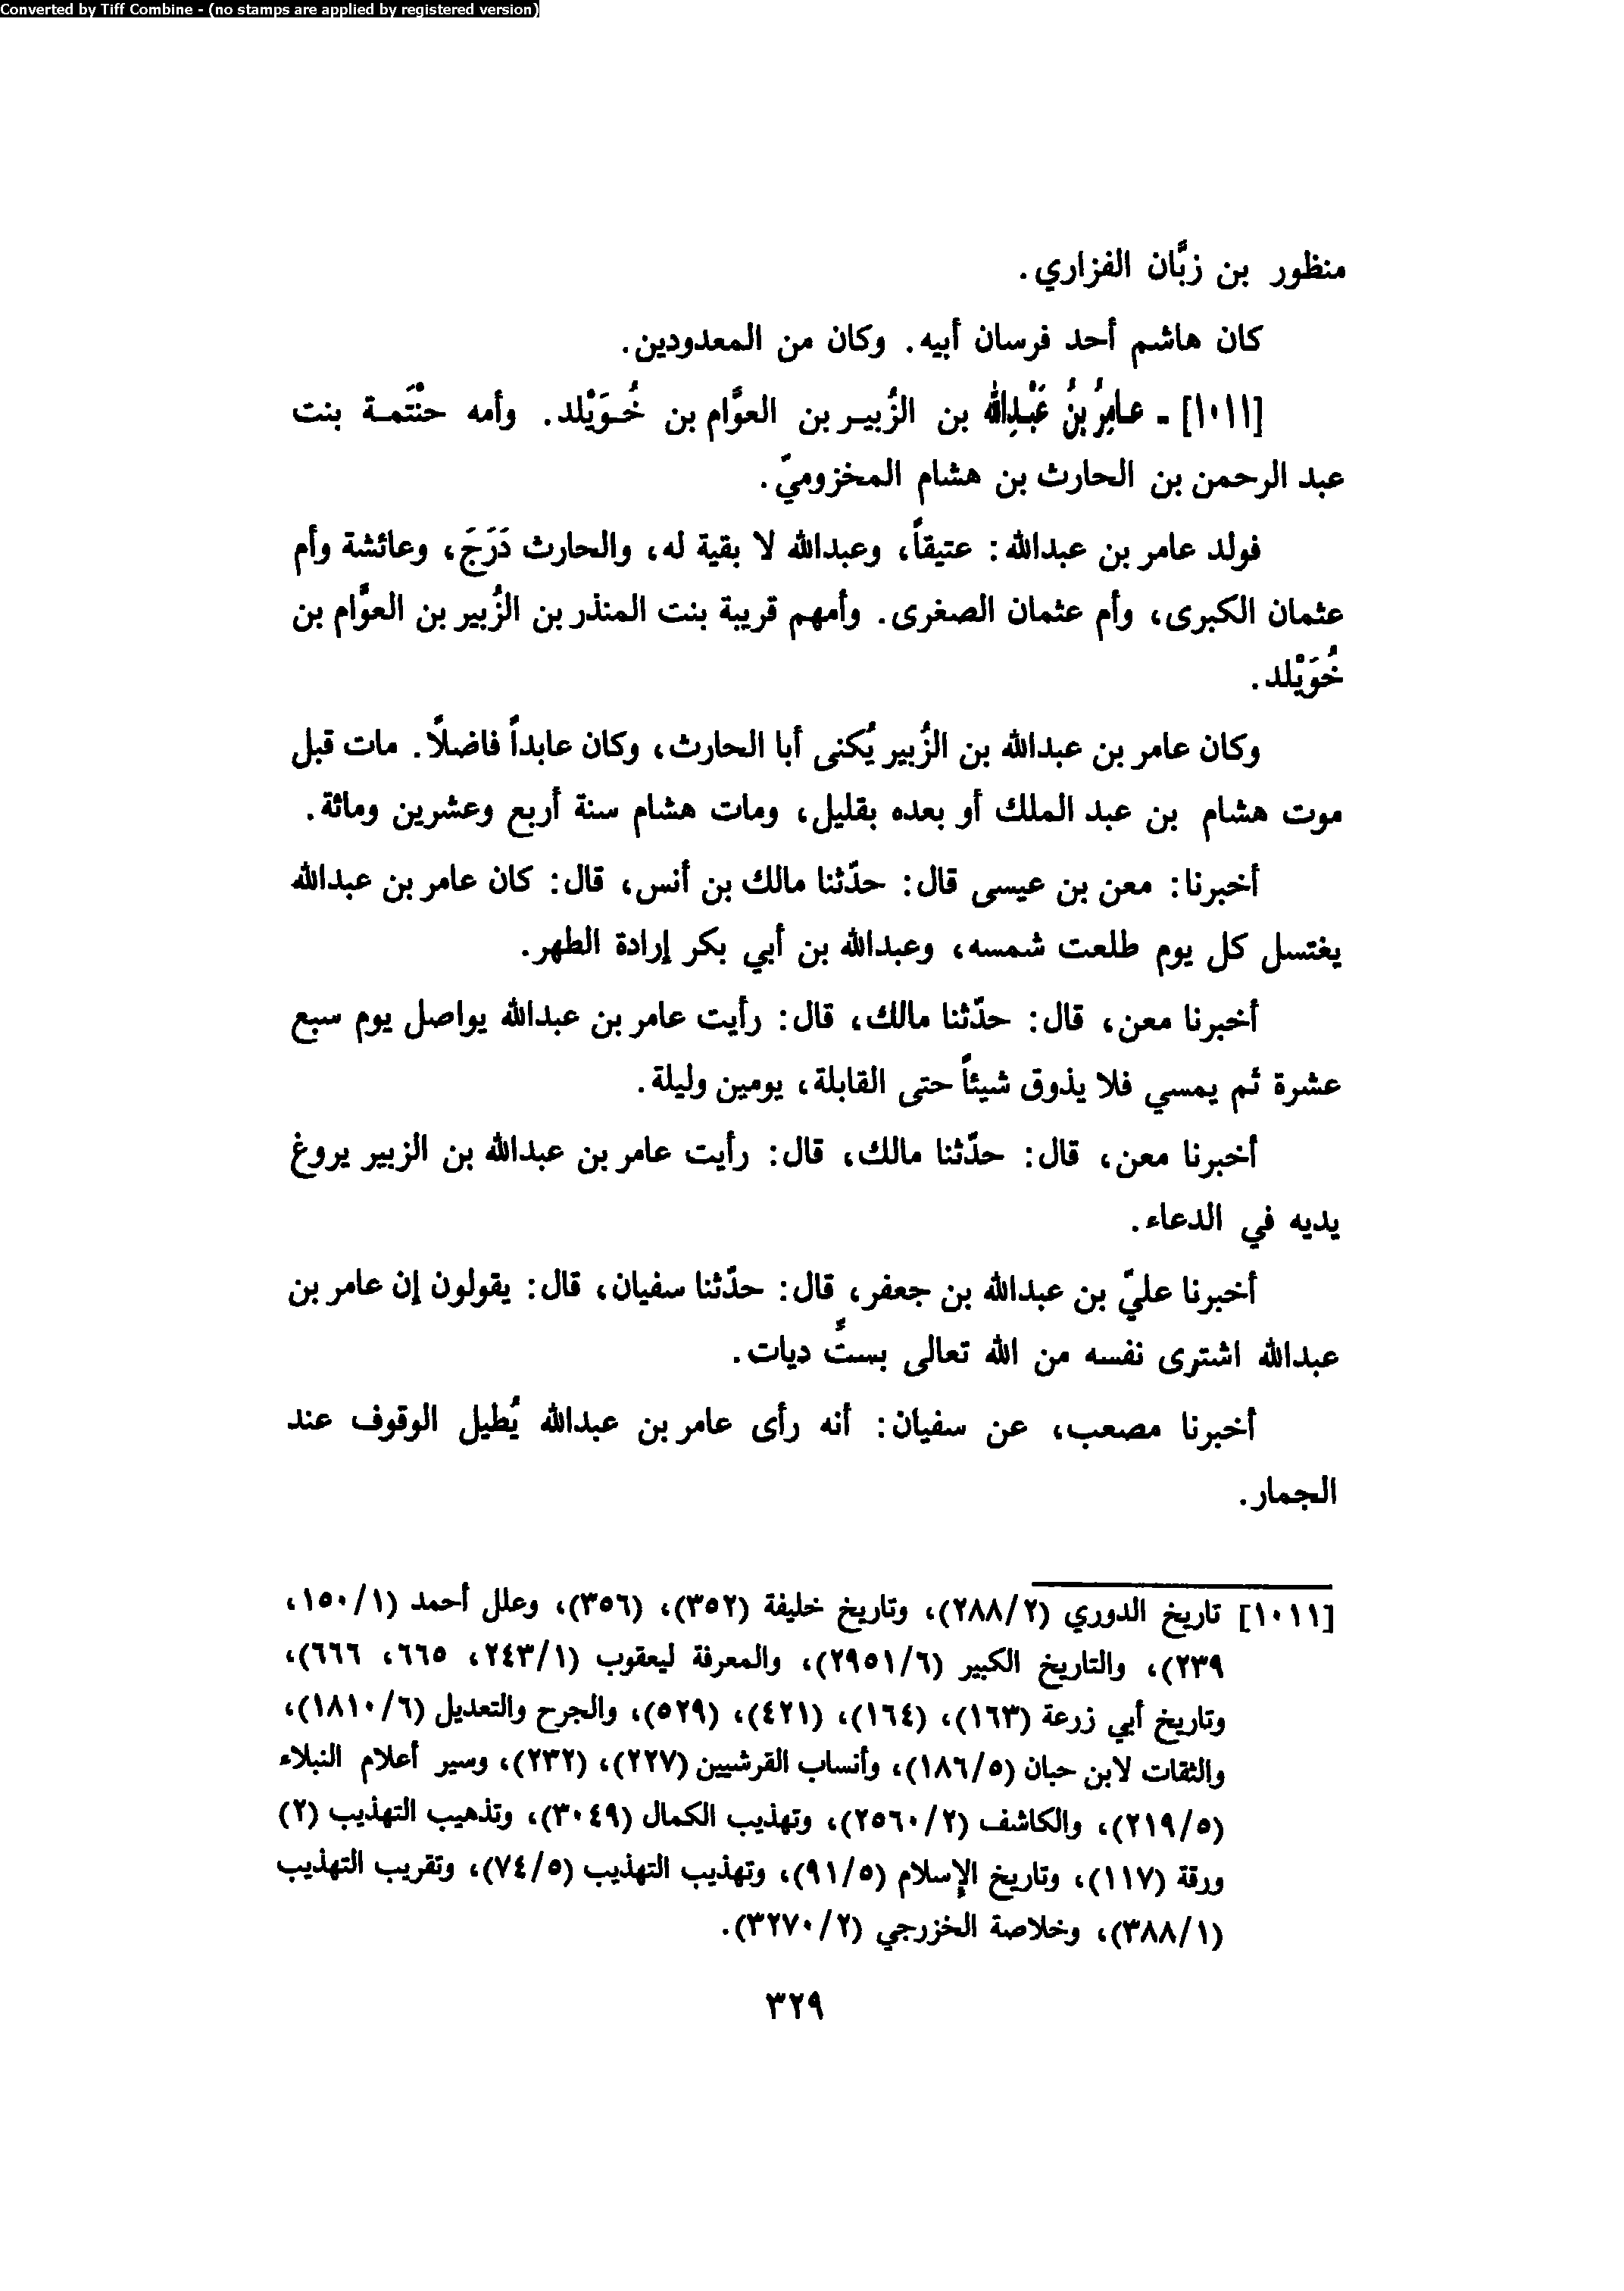 Converted by Tiff Combine - (no stamps are applied by registered version)
منظور بن زبَّان الفزاري.
كان هاشم أحد فرسان أبيه. وكان من المعدودين.
[١٠١١] - عامِرُ بنُ عَبْدِالله بن الزُبيـر بن العوَّام بن خُـوَيْلد. وأمه حنْتَمـة بنت
عبد الرحمن بن الحارث بن هشام المخزوميّ.
فولد عامر بن عبدالله: عتيقاً، وعبدالله لا بقية له، والحارث دَرَجَ، وعائشة وأم
عثمان الكبرى، وأم عثمان الصغرى. وأمهم قريبة بنت المنذر بن الزُبير بن العوَّام بن
خُوَيْلد.
وكان عامر بن عبدالله بن الزُبير يُكنى أبا الحارث، وكان عابداً فاضلًا. مات قبل
موت هشام بن عبد الملك أو بعده بقليل، ومات هشام سنة أربع وعشرين ومائة.
أخبرنا: معن بن عيسى قال: حدّثنا مالك بن أنس، قال: كان عامر بن عبدالله
يغتسل كل يوم طلعت شمسه، وعبدالله بن أبي بكر إرادة الطهر.
أخبرنا معن، قال: حدّثنا مالك، قال: رأيت عامر بن عبدالله يواصل يوم سبع
عشرة ثم يمسي فلا يذوق شيئاً حتى القابلة، يومين وليلة.
أخبرنا معن، قال: حدّثنا مالك، قال: رأيت عامر بن عبدالله بن الزبير يروغ
يديه في الدعاء.
أخبرنا عليّ بن عبدالله بن جعفر، قال: حدّثنا سفيان، قال: يقولون إن عامر بن
عبدالله اشترى نفسه من الله تعالى بستِّ ديات.
أخبرنا مصعب، عن سفيان: أنه رأى عامر بن عبدالله يُطيل الوقوف عند
الجمار.
[١٠١١] تاريخ الدوري (٢٨٨/٢)، وتاريخ خليفة (٣٥٢)، (٣٥٦)، وعلل أحمد (١٥٠/١،
٢٣٩)، والتاريخ الكبير (٢٩٥١/٦)، والمعرفة ليعقوب (٢٤٣/١، ٦٦٥، ٦٦٦)،
وتاريخ أبي زرعة (١٦٣)، (١٦٤)، (٤٢١)، (٥٢٩)، والجرح والتعديل (١٨١٠/٦)،
والثقات لابن حبان (١٨٦/٥)، وأنساب القرشيين (٢٢٧)، (٢٣٢)، وسير أعلام النبلاء
(٢١٩/٥)، والكاشف (٢٥٦٠/٢)، وتهذيب الكمال (٣٠٤٩)، وتذهيب التهذيب (٢)
ورقة (١١٧)، وتاريخ الإسلام (٩١/٥)، وتهذيب التهذيب (٧٤/٥)، وتقريب التهذيب
(٣٨٨/١)، وخلاصة الخزرجي (٣٢٧٠/٢).
٣٢٩